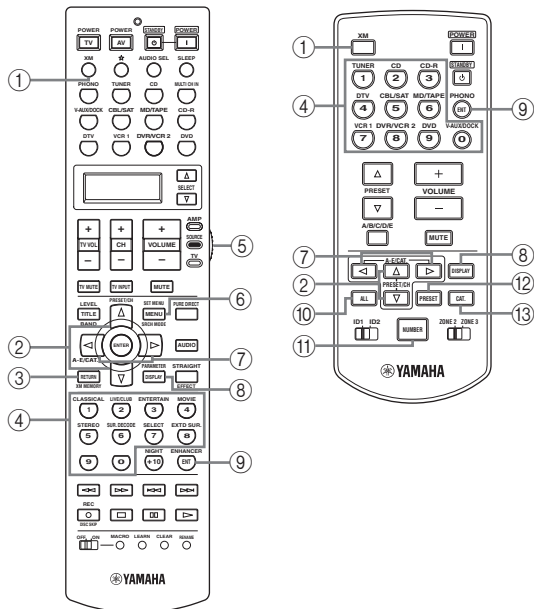 POWER POWER STANDBY POWER
TV AV I
XM AUDIO SEL SLEEP
①
PHONO TUNER CD MULTI CH IN
V-AUX/DOCK CBL/SAT MD/TAPE CD-R
DTV VCR 1 DVR/VCR 2 DVD
SELECT
AMP
+ + + SOURCE ⑤
TV VOL CH VOLUME
– – – TV
TV MUTE TV INPUT MUTE
LEVEL PRESET/CH SET MENU PURE DIRECT
TITLE MENU ⑥
BAND SRCH MODE
② ENTER AUDIO
A-E/CAT. ⑦
③ RETURN PARAMETER DISPLAY STRAIGHT
XM MEMORY EFFECT ⑧
④
CLASSICAL LIVE/CLUB ENTERTAIN MOVIE
1 2 3 4
STEREO SUR. DECODE SELECT EXTD SUR.
5 6 7 8
NIGHT ENHANCER
9 0 +10 ENT ⑨
REC
DISC SKIP
OFF ON MACRO LEARN CLEAR RENAME
YAMAHA
XM POWER
① I
TUNER CD CD-R STANDBY
④ 1 2 3
DTV CBL/SAT MD/TAPE PHONO
4 5 6 ENT ⑨
VCR 1 DVR/VCR 2 DVD V-AUX/DOCK
7 8 9 0
+
PRESET VOLUME
–
A/B/C/D/E MUTE
⑦ A-E/CAT. DISPLAY ⑧
② PRESET/CH ⑫
⑩ ALL PRESET CAT. ⑬
ID1 ID2 NUMBER ZONE 2 ZONE 3
⑪
YAMAHA